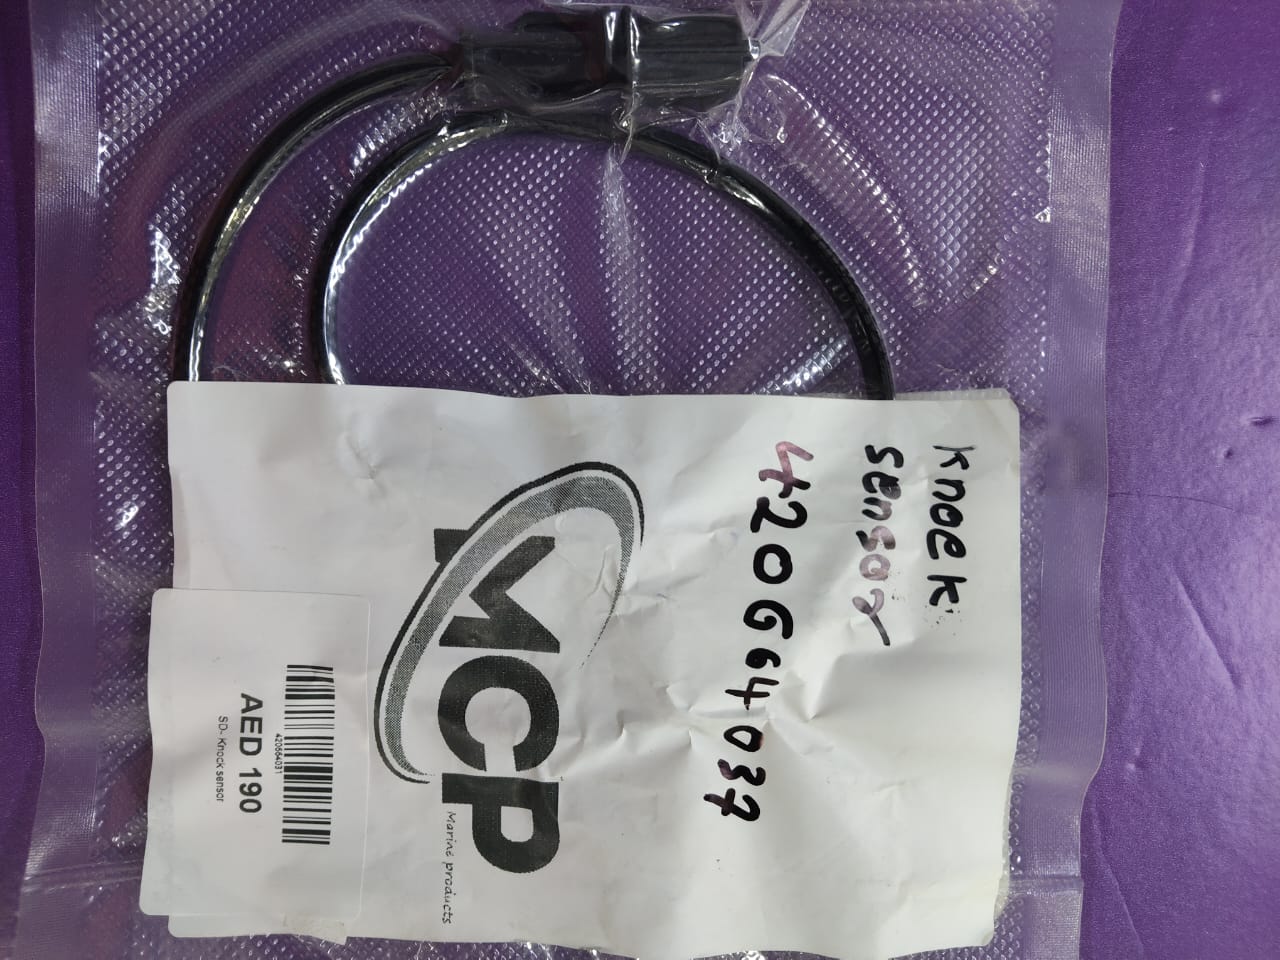 Knock
sensor
420664037
MCP
Marine products
420664031
AED 190
SD- Knock sensor